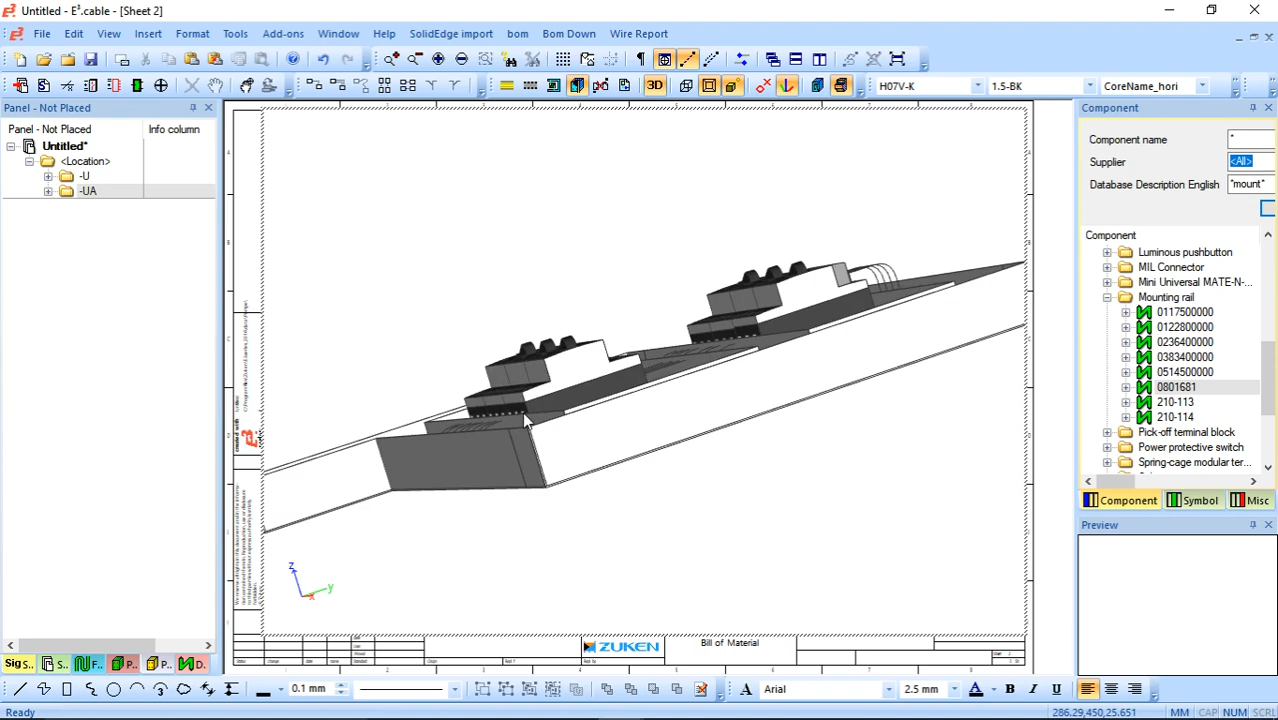 Untitled - E³.cable - [Sheet 2]
File Edit View Insert Format Tools Add-ons Window Help SolidEdge import bom Bom Down Wire Report
3D H07V-K 1.5-BK CoreName_hori
Panel - Not Placed
Info column
Untitled*
<Location>
-U
-UA
Sig S.. S.. F.. P.. P.. D..
created with
z
y
x
ZUKEN
Bill of Material
Component
Component name *
Supplier <All>
Database Description English *mount*
Component
Luminous pushbutton
MIL Connector
Mini Universal MATE-N-...
Mounting rail
0117500000
0122800000
0236400000
0383400000
0514500000
0801681
210-113
210-114
Pick-off terminal block
Power protective switch
Spring-cage modular ter...
Component Symbol Misc
Preview
0.1 mm A Arial 2.5 mm A B I U
Ready 286.29,450,25.651 MM CAP NUM SCRL